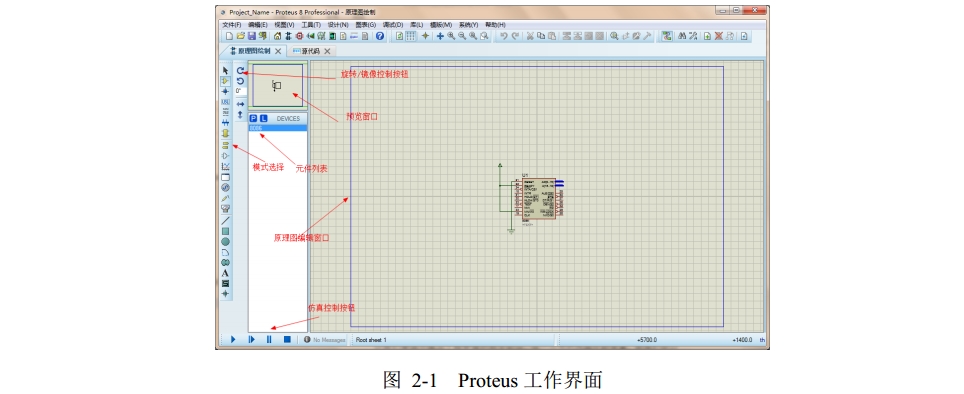 Project_Name - Proteus 8 Professional - 原理图绘制
文件(F) 编辑(E) 视图(V) 工具(T) 设计(N) 图表(G) 调试(D) 库(L) 模版(M) 系统(Y) 帮助(H)
原理图绘制 源代码
旋转/镜像控制按钮
0°
预览窗口
P L DEVICES
8086
模式选择
元件列表
U1
原理图编辑窗口
仿真控制按钮
No Messages Root sheet 1 +5700.0 +1400.0 th
图 2-1 Proteus 工作界面